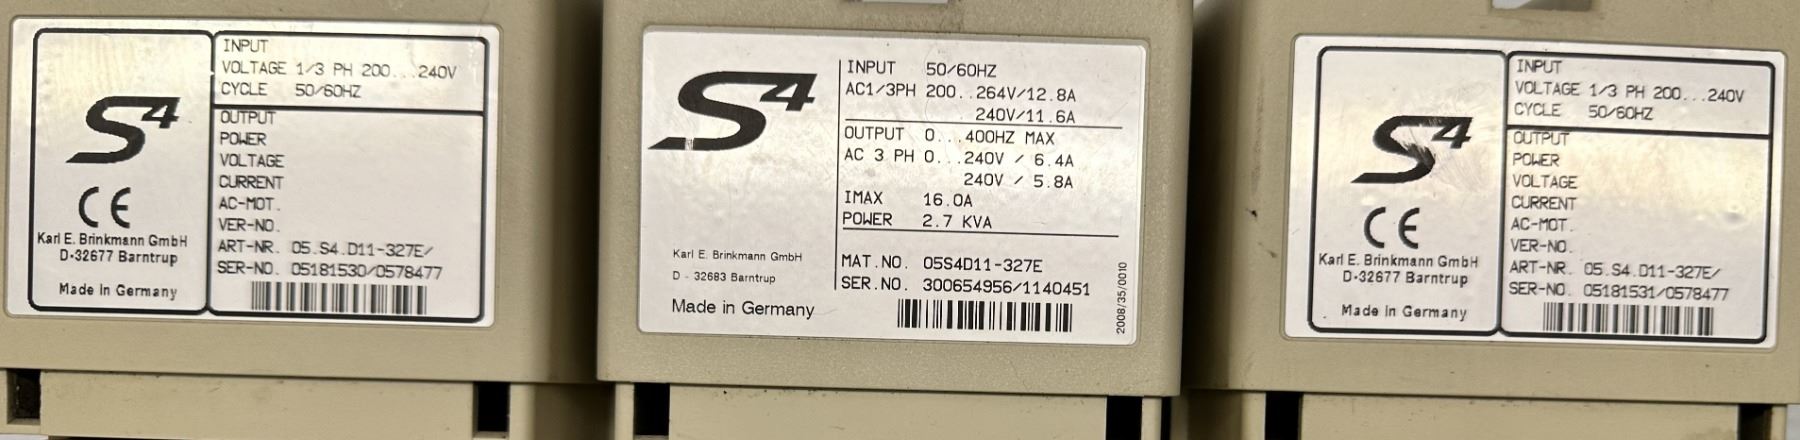 S4
CE
Karl E. Brinkmann GmbH
D-32677 Barntrup
Made in Germany
INPUT
VOLTAGE 1/3 PH 200...240V
CYCLE 50/60HZ
OUTPUT
POWER
VOLTAGE
CURRENT
AC-MOT.
VER-NO.
ART-NR. 05.S4.D11-327E/
SER-NO. 05181530/0578477
S4
Karl E. Brinkmann GmbH
D - 32683 Barntrup
Made in Germany
INPUT 50/60HZ
AC1/3PH 200..264V/12.8A
240V/11.6A
OUTPUT 0...400HZ MAX
AC 3 PH 0...240V / 6.4A
240V / 5.8A
IMAX 16.0A
POWER 2.7 KVA
MAT.NO. 05S4D11-327E
SER.NO. 300654956/1140451
2008/35/0010
S4
CE
Karl E. Brinkmann GmbH
D-32677 Barntrup
Made in Germany
INPUT
VOLTAGE 1/3 PH 200...240V
CYCLE 50/60HZ
OUTPUT
POWER
VOLTAGE
CURRENT
AC-MOT.
VER-NO.
ART-NR. 05.S4.D11-327E/
SER-NO. 05181531/0578477